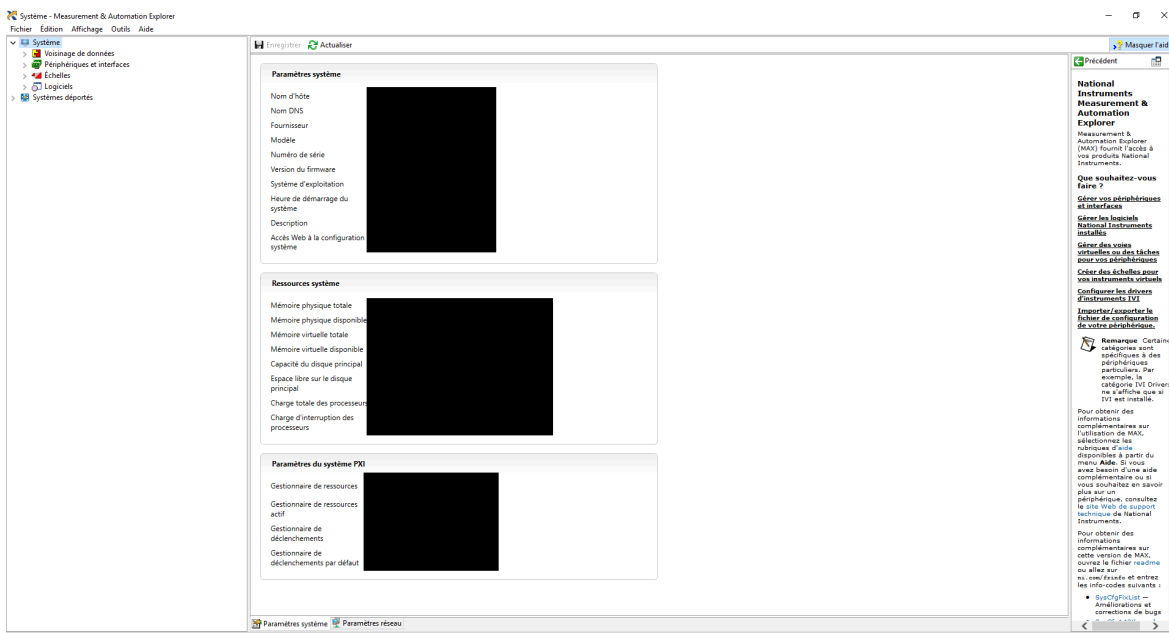 Système - Measurement & Automation Explorer
Fichier Édition Affichage Outils Aide
Système
Voisinage de données
Périphériques et interfaces
Échelles
Logiciels
Systèmes déportés
Enregistrer Actualiser
Masquer l'aid
Paramètres système
Nom d'hôte
Nom DNS
Fournisseur
Modèle
Numéro de série
Version du firmware
Système d'exploitation
Heure de démarrage du
système
Description
Accès Web à la configuration
système
Ressources système
Mémoire physique totale
Mémoire physique disponible
Mémoire virtuelle totale
Mémoire virtuelle disponible
Capacité du disque principal
Espace libre sur le disque
principal
Charge totale des processeurs
Charge d'interruption des
processeurs
Paramètres du système PXI
Gestionnaire de ressources
Gestionnaire de ressources
actif
Gestionnaire de
déclenchements
Gestionnaire de
déclenchements par défaut
Paramètres système Paramètres réseau
Précédent
National
Instruments
Measurement &
Automation
Explorer
Measurement &
Automation Explorer
(MAX) fournit l'accès à
vos produits National
Instruments.
Que souhaitez-vous
faire ?
Gérer vos périphériques
et interfaces
Gérer les logiciels
National Instruments
installés
Gérer des voies
virtuelles ou des tâches
pour vos périphériques
Créer des échelles pour
vos instruments virtuels
Configurer les drivers
d'instruments IVI
Importer/exporter le
fichier de configuration
de votre périphérique.
Remarque Certaine
catégories sont
spécifiques à des
périphériques
particuliers. Par
exemple, la
catégorie IVI Drivers
ne s'affiche que si
IVI est installé.
Pour obtenir des
informations
complémentaires sur
l'utilisation de MAX,
sélectionnez les
rubriques d'aide
disponibles à partir du
menu Aide. Si vous
avez besoin d'une aide
complémentaire ou si
vous souhaitez en savoir
plus sur un
périphérique, consultez
le site Web de support
technique de National
Instruments.
Pour obtenir des
informations
complémentaires sur
cette version de MAX,
ouvrez le fichier readme
ou allez sur
ni.com/frinfo et entrez
les info-codes suivants :
SysCfgFixList —
Améliorations et
corrections de bugs